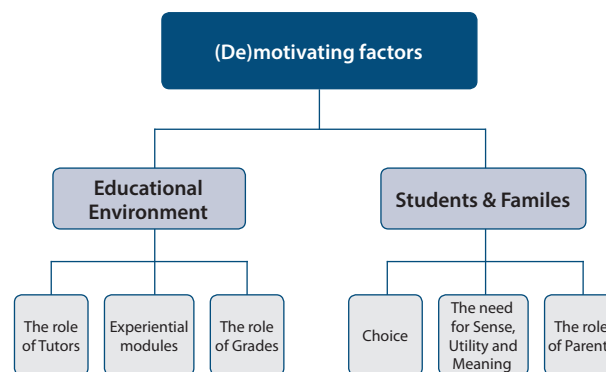 (De)motivating factors
Educational
Environment
Students & Familes
The role
of Tutors
Experiential
modules
The role
of Grades
Choice
The need
for Sense,
Utility and
Meaning
The role
of Parent